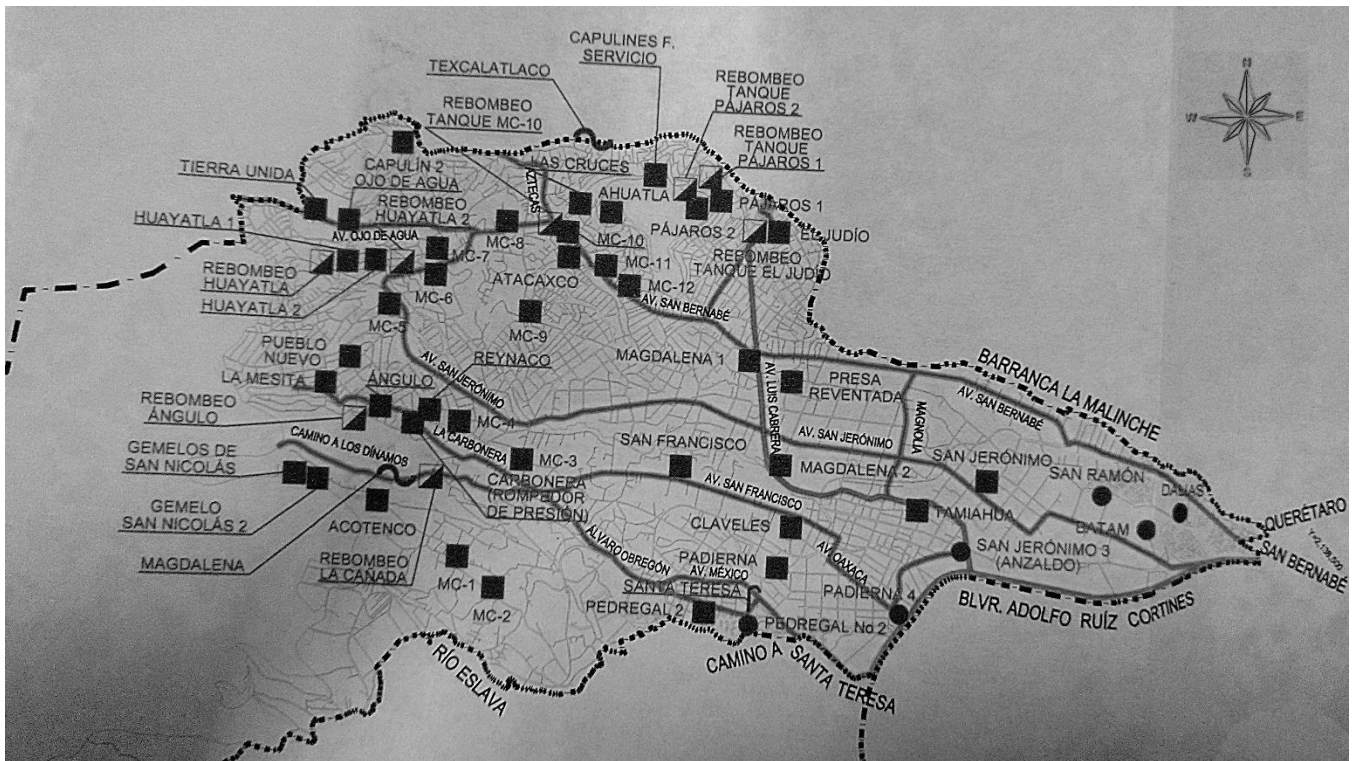 CAPULINES F.
SERVICIO
TEXCALATLACO
REBOMBEO
TANQUE
PÁJAROS 2
REBOMBEO
TANQUE MC-10
REBOMBEO
TANQUE
PÁJAROS 1
N
W
E
S
TIERRA UNIDA
CAPULÍN 2
OJO DE AGUA
LAS CRUCES
AZTECAS
AHUATLA
PÁJAROS 1
HUAYATLA 1
REBOMBEO
HUAYATLA 2
AV. OJO DE AGUA
MC-8
MC-10
PÁJAROS 2
EL JUDÍO
REBOMBEO
TANQUE EL JUDIO
REBOMBEO
HUAYATLA
MC-7
MC-6
ATACAXCO
MC-11
MC-12
HUAYATLA 2
MC-5
MC-9
AV. SAN BERNABÉ
PUEBLO
NUEVO
REYNACO
MAGDALENA 1
LA MESITA
ÁNGULO
AV. SAN JERÓNIMO
AV. LUIS CABRERA
PRESA
REVENTADA
BARRANCA LA MALINCHE
AV. SAN BERNABÉ
MAGNOLIA
REBOMBEO
ÁNGULO
MC-4
LA CARBONERA
CAMINO A LOS DÍNAMOS
GEMELOS DE
SAN NICOLÁS
MC-3
SAN FRANCISCO
AV. SAN JERÓNIMO
MAGDALENA 2
SAN JERÓNIMO
SAN RAMÓN
DALIAS
CARBONERA
(ROMPEDOR
DE PRESIÓN)
AV. SAN FRANCISCO
GEMELO
SAN NICOLÁS 2
ACOTENCO
CLAVELES
TAMIAHUA
BATAM
QUERÉTARO
SAN BERNABÉ
Y=2,136,500
MAGDALENA
REBOMBEO
LA CAÑADA
MC-1
MC-2
ÁLVARO OBREGÓN
PADIERNA
AV. MÉXICO
SANTA TERESA
AV. OAXACA
SAN JERÓNIMO 3
(ANZALDO)
PADIERNA 4
PEDREGAL 2
PEDREGAL No 2
BLVR. ADOLFO RUÍZ CORTINES
CAMINO A SANTA TERESA
RÍO ESLAVA